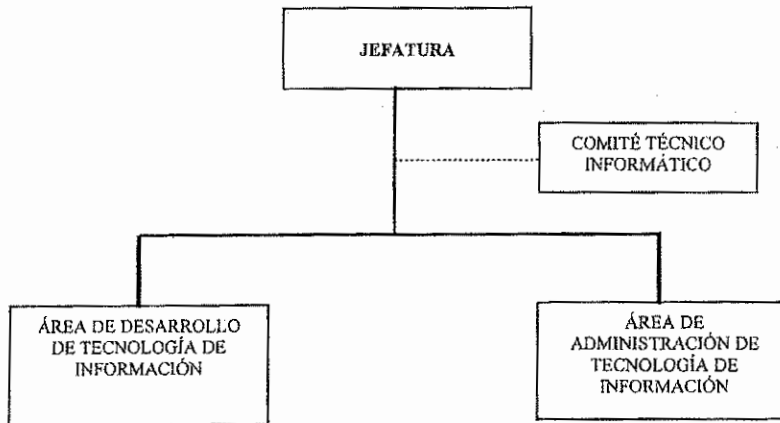 JEFATURA
COMITÉ TÉCNICO
INFORMÁTICO
ÁREA DE DESARROLLO
DE TECNOLOGÍA DE
INFORMACIÓN
ÁREA DE
ADMINISTRACIÓN DE
TECNOLOGÍA DE
INFORMACIÓN